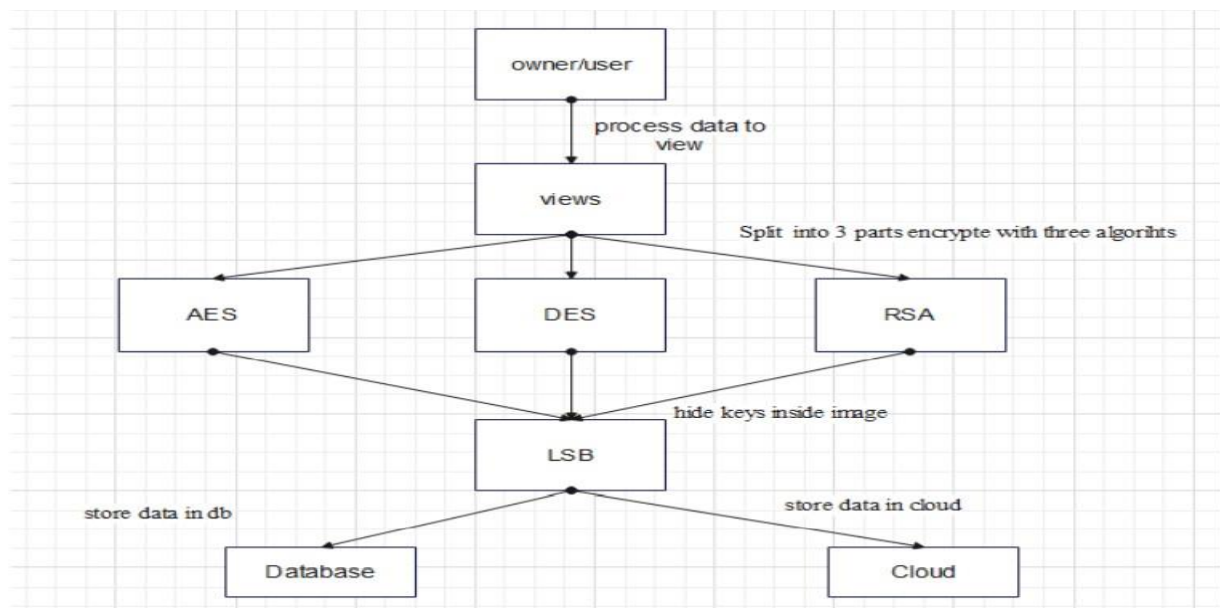 owner/user
process data to
view
views
Split into 3 parts encrypte with three algorihts
AES
DES
RSA
hide keys inside image
LSB
store data in db
store data in cloud
Database
Cloud